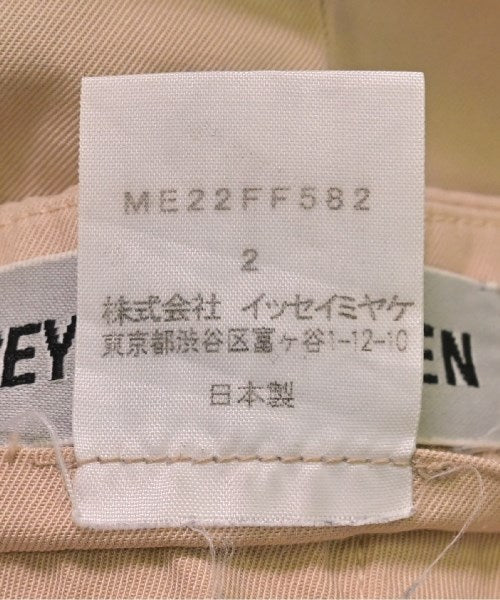 ME22FF582
2
株式会社 イッセイミヤケ
東京都渋谷区富ヶ谷1-12-10
日本製
EN